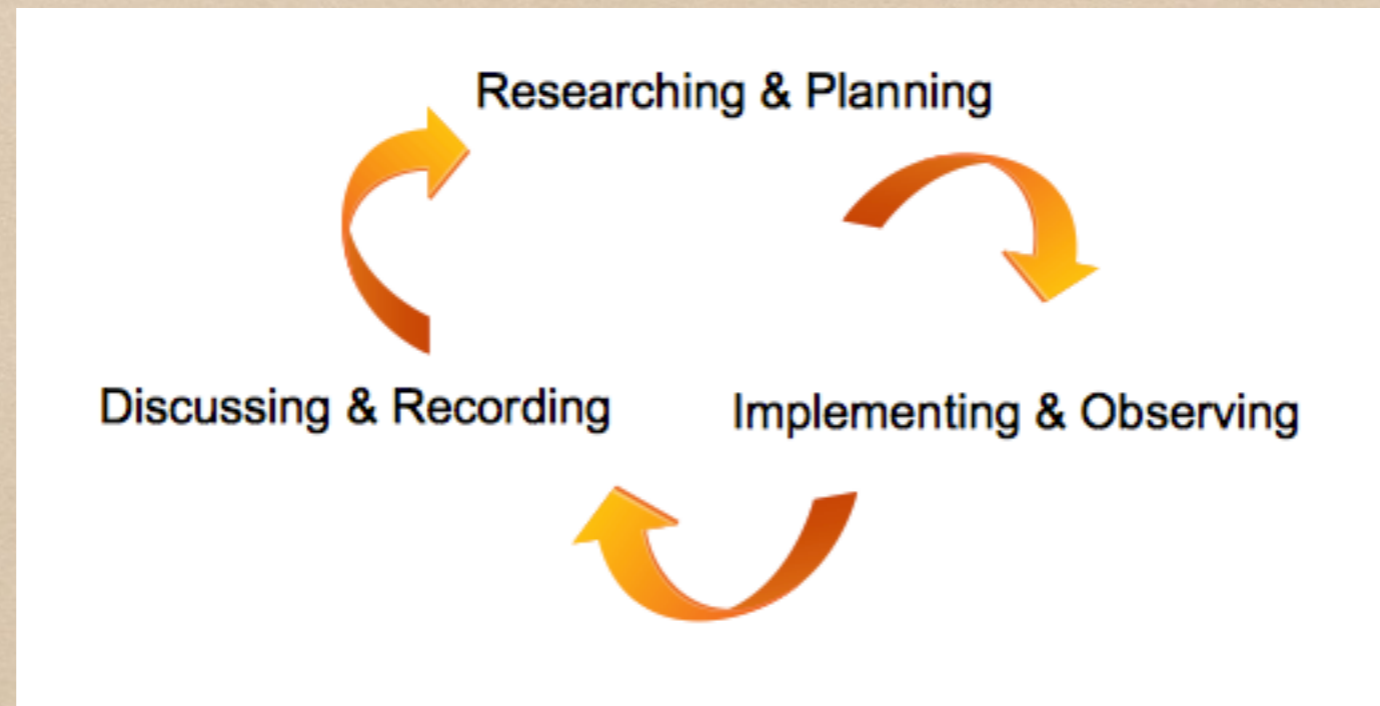 Researching & Planning
Discussing & Recording
Implementing & Observing